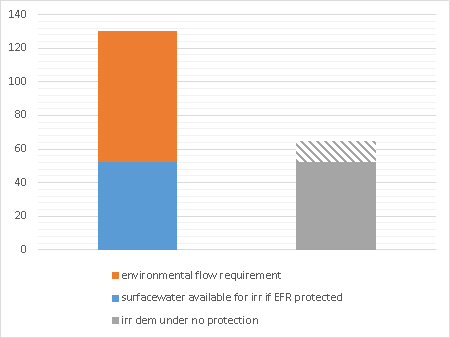 140
120
100
80
60
40
20
0
environmental flow requirement
surfacewater available for irr if EFR protected
irr dem under no protection